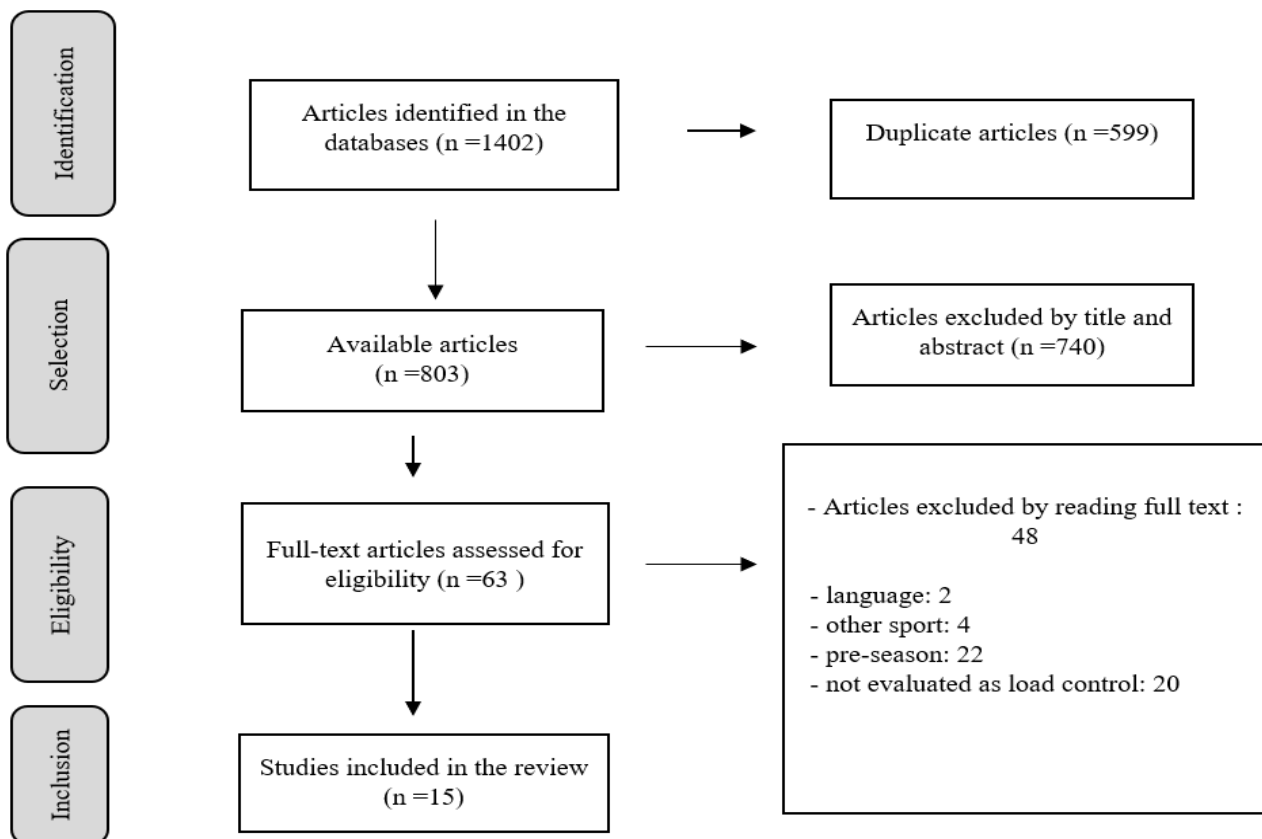 Identification
Articles identified in the
databases (n =1402)
Duplicate articles (n =599)
Selection
Available articles
(n =803)
Articles excluded by title and
abstract (n =740)
Eligibility
Full-text articles assessed for
eligibility (n =63 )
- Articles excluded by reading full text :
48
- language: 2
- other sport: 4
- pre-season: 22
- not evaluated as load control: 20
Inclusion
Studies included in the review
(n =15)